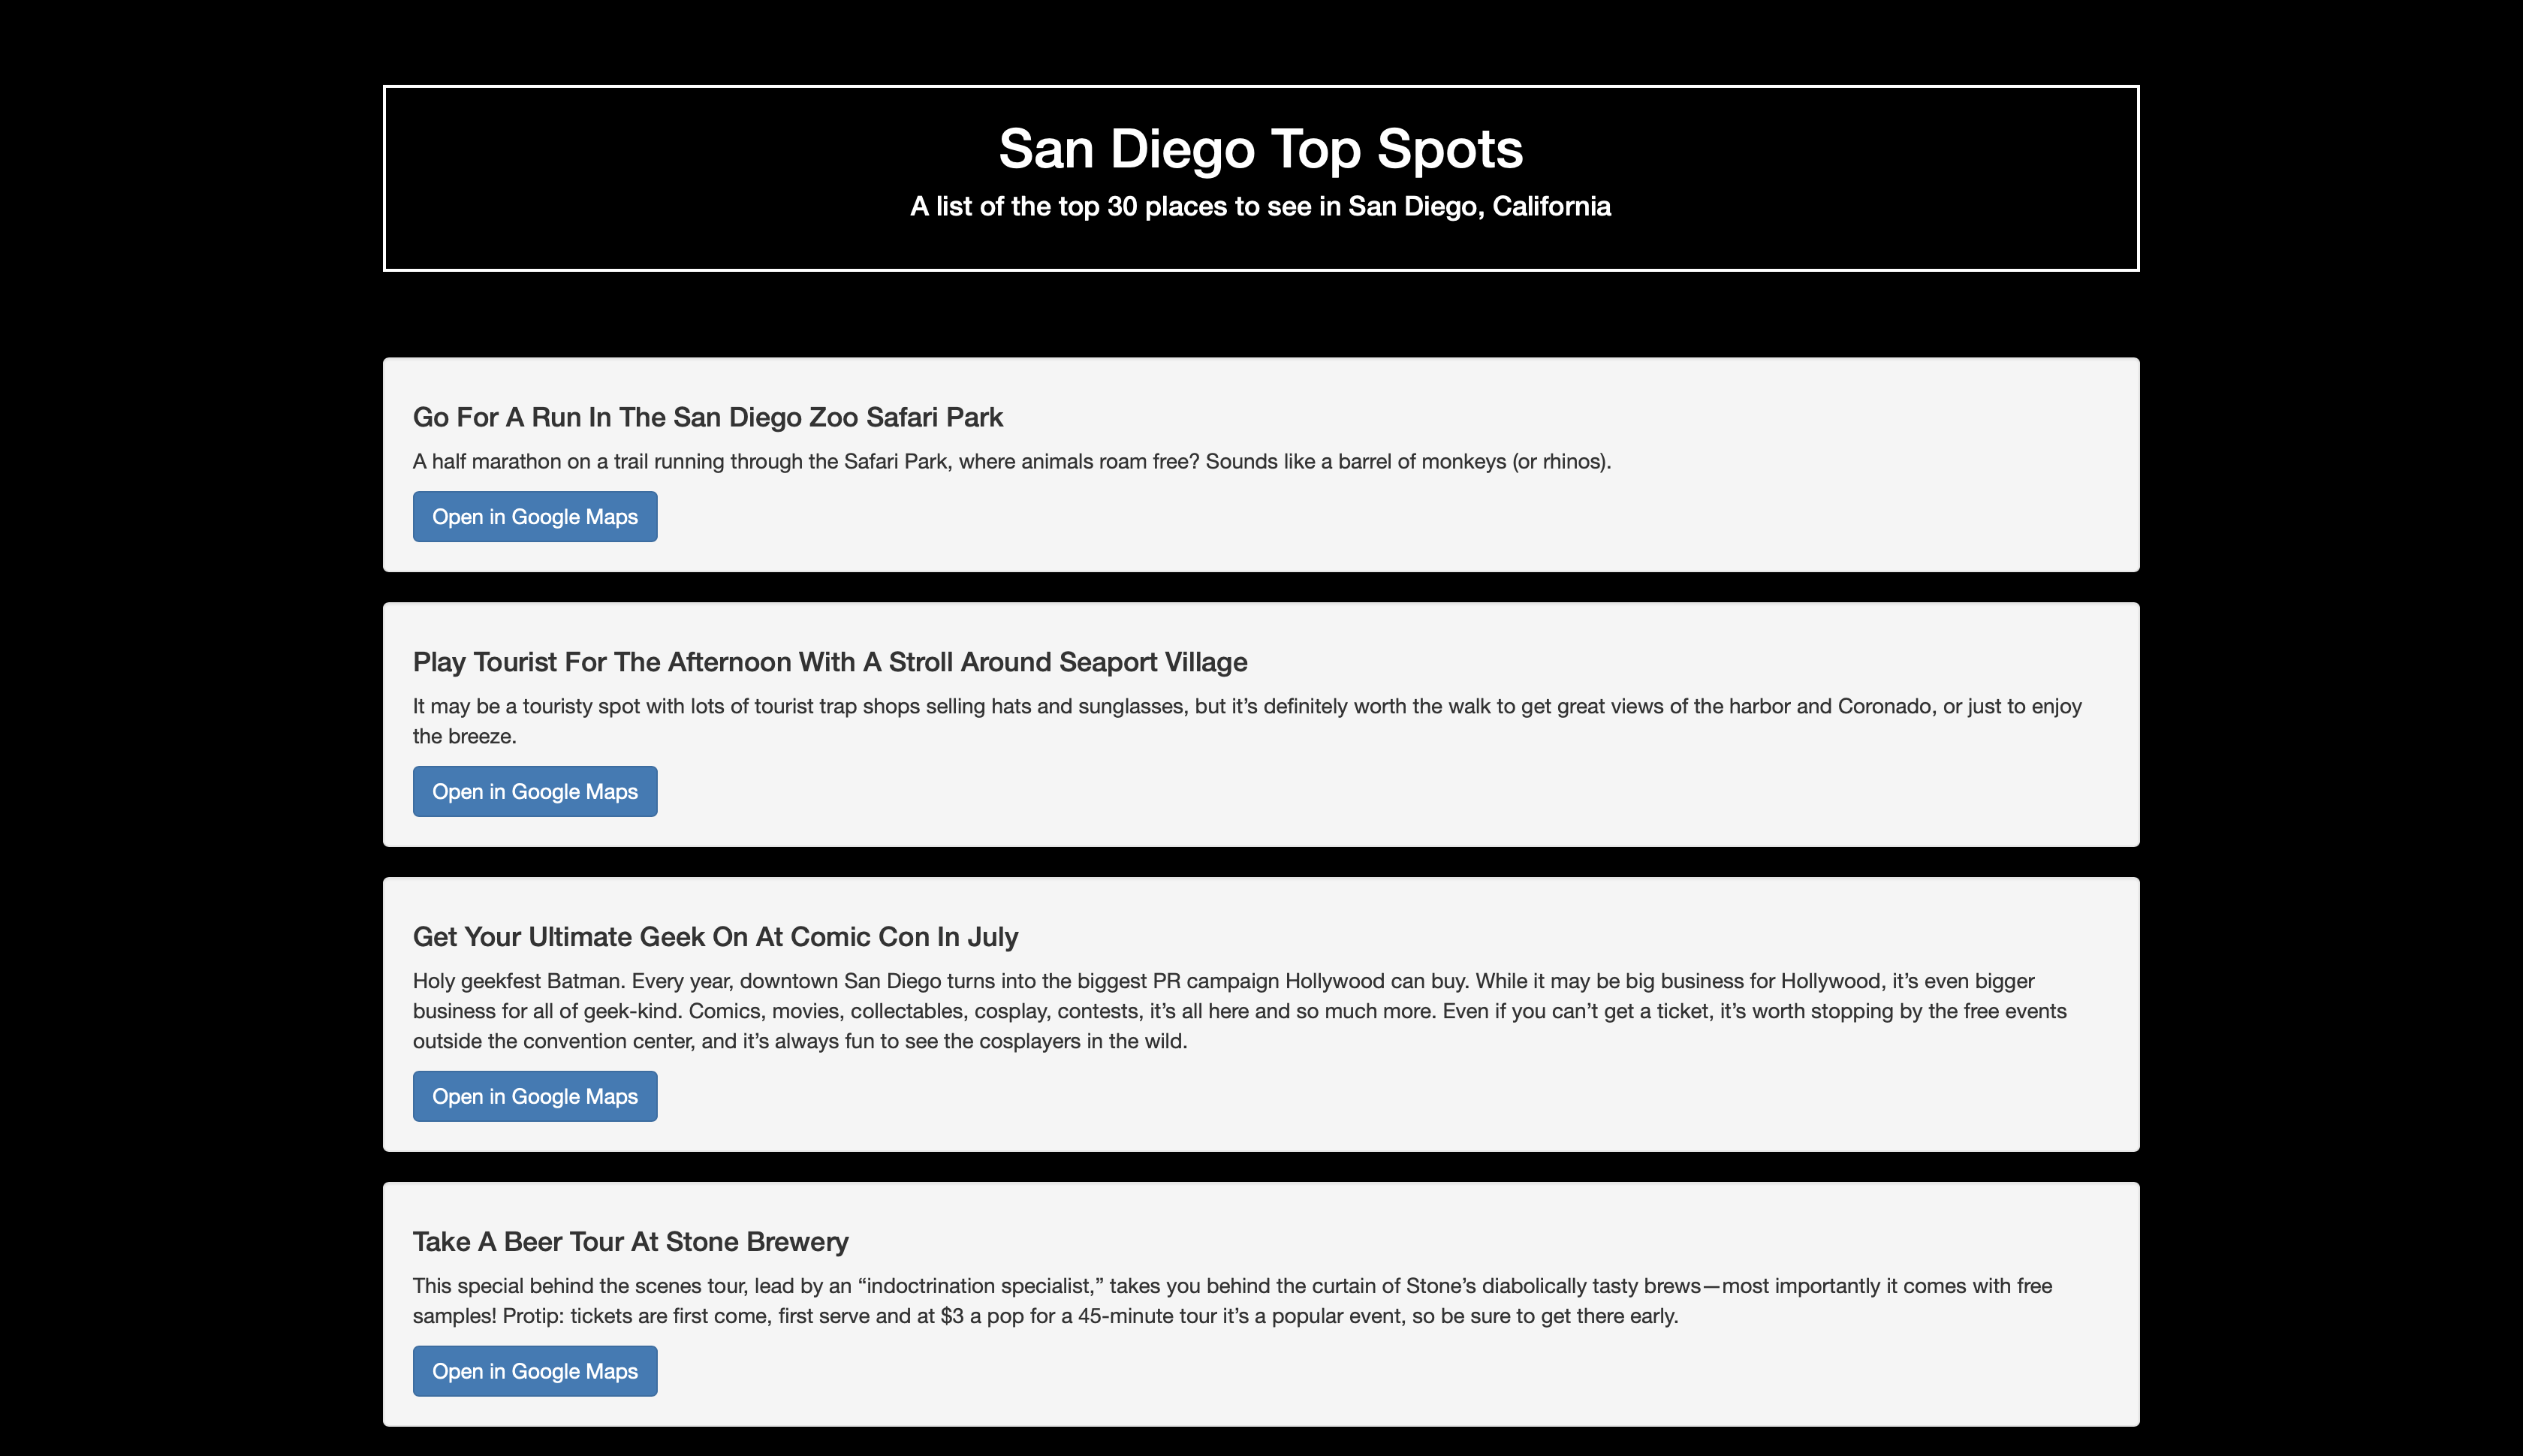 San Diego Top Spots
A list of the top 30 places to see in San Diego, California
Go For A Run In The San Diego Zoo Safari Park
A half marathon on a trail running through the Safari Park, where animals roam free? Sounds like a barrel of monkeys (or rhinos).
Open in Google Maps
Play Tourist For The Afternoon With A Stroll Around Seaport Village
It may be a touristy spot with lots of tourist trap shops selling hats and sunglasses, but it’s definitely worth the walk to get great views of the harbor and Coronado, or just to enjoy
the breeze.
Open in Google Maps
Get Your Ultimate Geek On At Comic Con In July
Holy geekfest Batman. Every year, downtown San Diego turns into the biggest PR campaign Hollywood can buy. While it may be big business for Hollywood, it’s even bigger
business for all of geek-kind. Comics, movies, collectables, cosplay, contests, it’s all here and so much more. Even if you can’t get a ticket, it’s worth stopping by the free events
outside the convention center, and it’s always fun to see the cosplayers in the wild.
Open in Google Maps
Take A Beer Tour At Stone Brewery
This special behind the scenes tour, lead by an “indoctrination specialist,” takes you behind the curtain of Stone’s diabolically tasty brews—most importantly it comes with free
samples! Protip: tickets are first come, first serve and at $3 a pop for a 45-minute tour it’s a popular event, so be sure to get there early.
Open in Google Maps